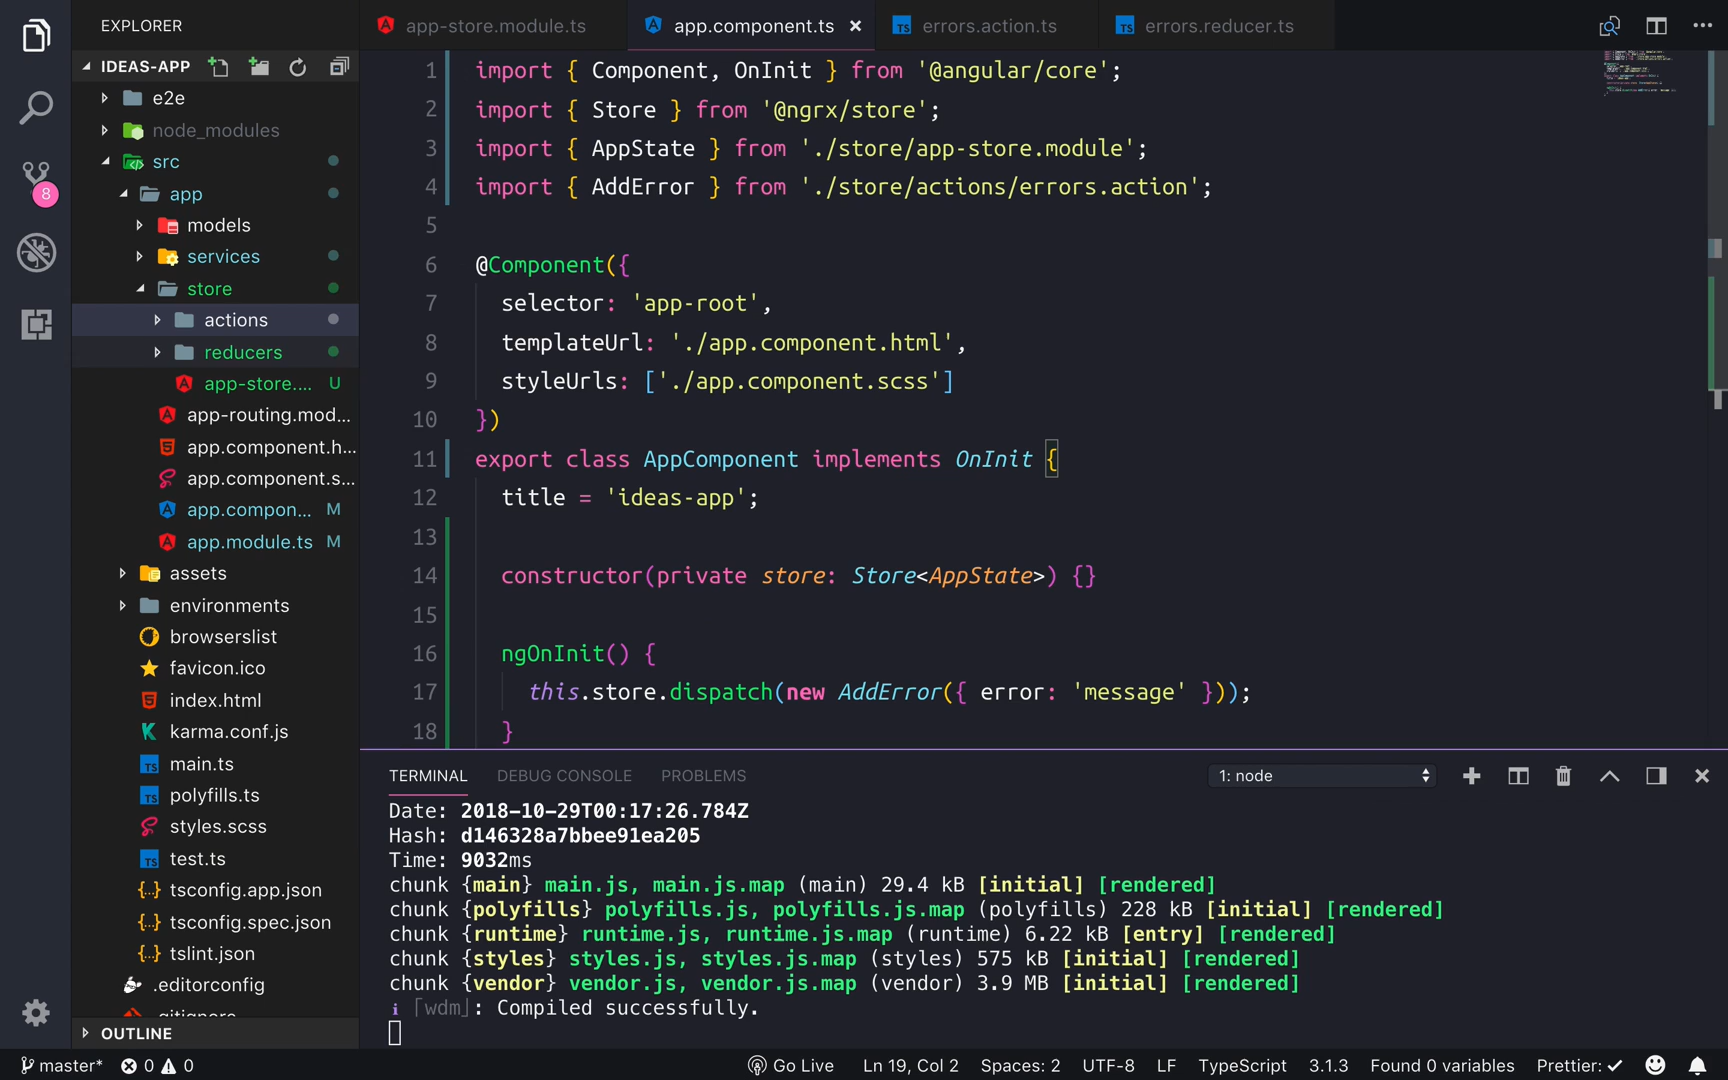 EXPLORER
app-store.module.ts
app.component.ts
errors.action.ts
errors.reducer.ts
IDEAS-APP
e2e
node_modules
src
8
app
models
services
store
actions
reducers
app-store.... U
app-routing.mod...
app.component.h...
app.component.s...
app.compon... M
app.module.ts M
assets
environments
browserslist
favicon.ico
index.html
karma.conf.js
TS main.ts
TS polyfills.ts
styles.scss
TS test.ts
{..} tsconfig.app.json
{..} tsconfig.spec.json
{..} tslint.json
.editorconfig
.gitignore
OUTLINE
1 import { Component, OnInit } from '@angular/core';
2 import { Store } from '@ngrx/store';
3 import { AppState } from './store/app-store.module';
4 import { AddError } from './store/actions/errors.action';
5
6 @Component({
7 selector: 'app-root',
8 templateUrl: './app.component.html',
9 styleUrls: ['./app.component.scss']
10 })
11 export class AppComponent implements OnInit {
12 title = 'ideas-app';
13
14 constructor(private store: Store<AppState>) {}
15
16 ngOnInit() {
17 this.store.dispatch(new AddError({ error: 'message' }));
18 }
TERMINAL DEBUG CONSOLE PROBLEMS
1: node
Date: 2018-10-29T00:17:26.784Z
Hash: d146328a7bbee91ea205
Time: 9032ms
chunk {main} main.js, main.js.map (main) 29.4 kB [initial] [rendered]
chunk {polyfills} polyfills.js, polyfills.js.map (polyfills) 228 kB [initial] [rendered]
chunk {runtime} runtime.js, runtime.js.map (runtime) 6.22 kB [entry] [rendered]
chunk {styles} styles.js, styles.js.map (styles) 575 kB [initial] [rendered]
chunk {vendor} vendor.js, vendor.js.map (vendor) 3.9 MB [initial] [rendered]
ℹ ｢wdm｣: Compiled successfully.
master* 0 0 Go Live Ln 19, Col 2 Spaces: 2 UTF-8 LF TypeScript 3.1.3 Found 0 variables Prettier: ✓